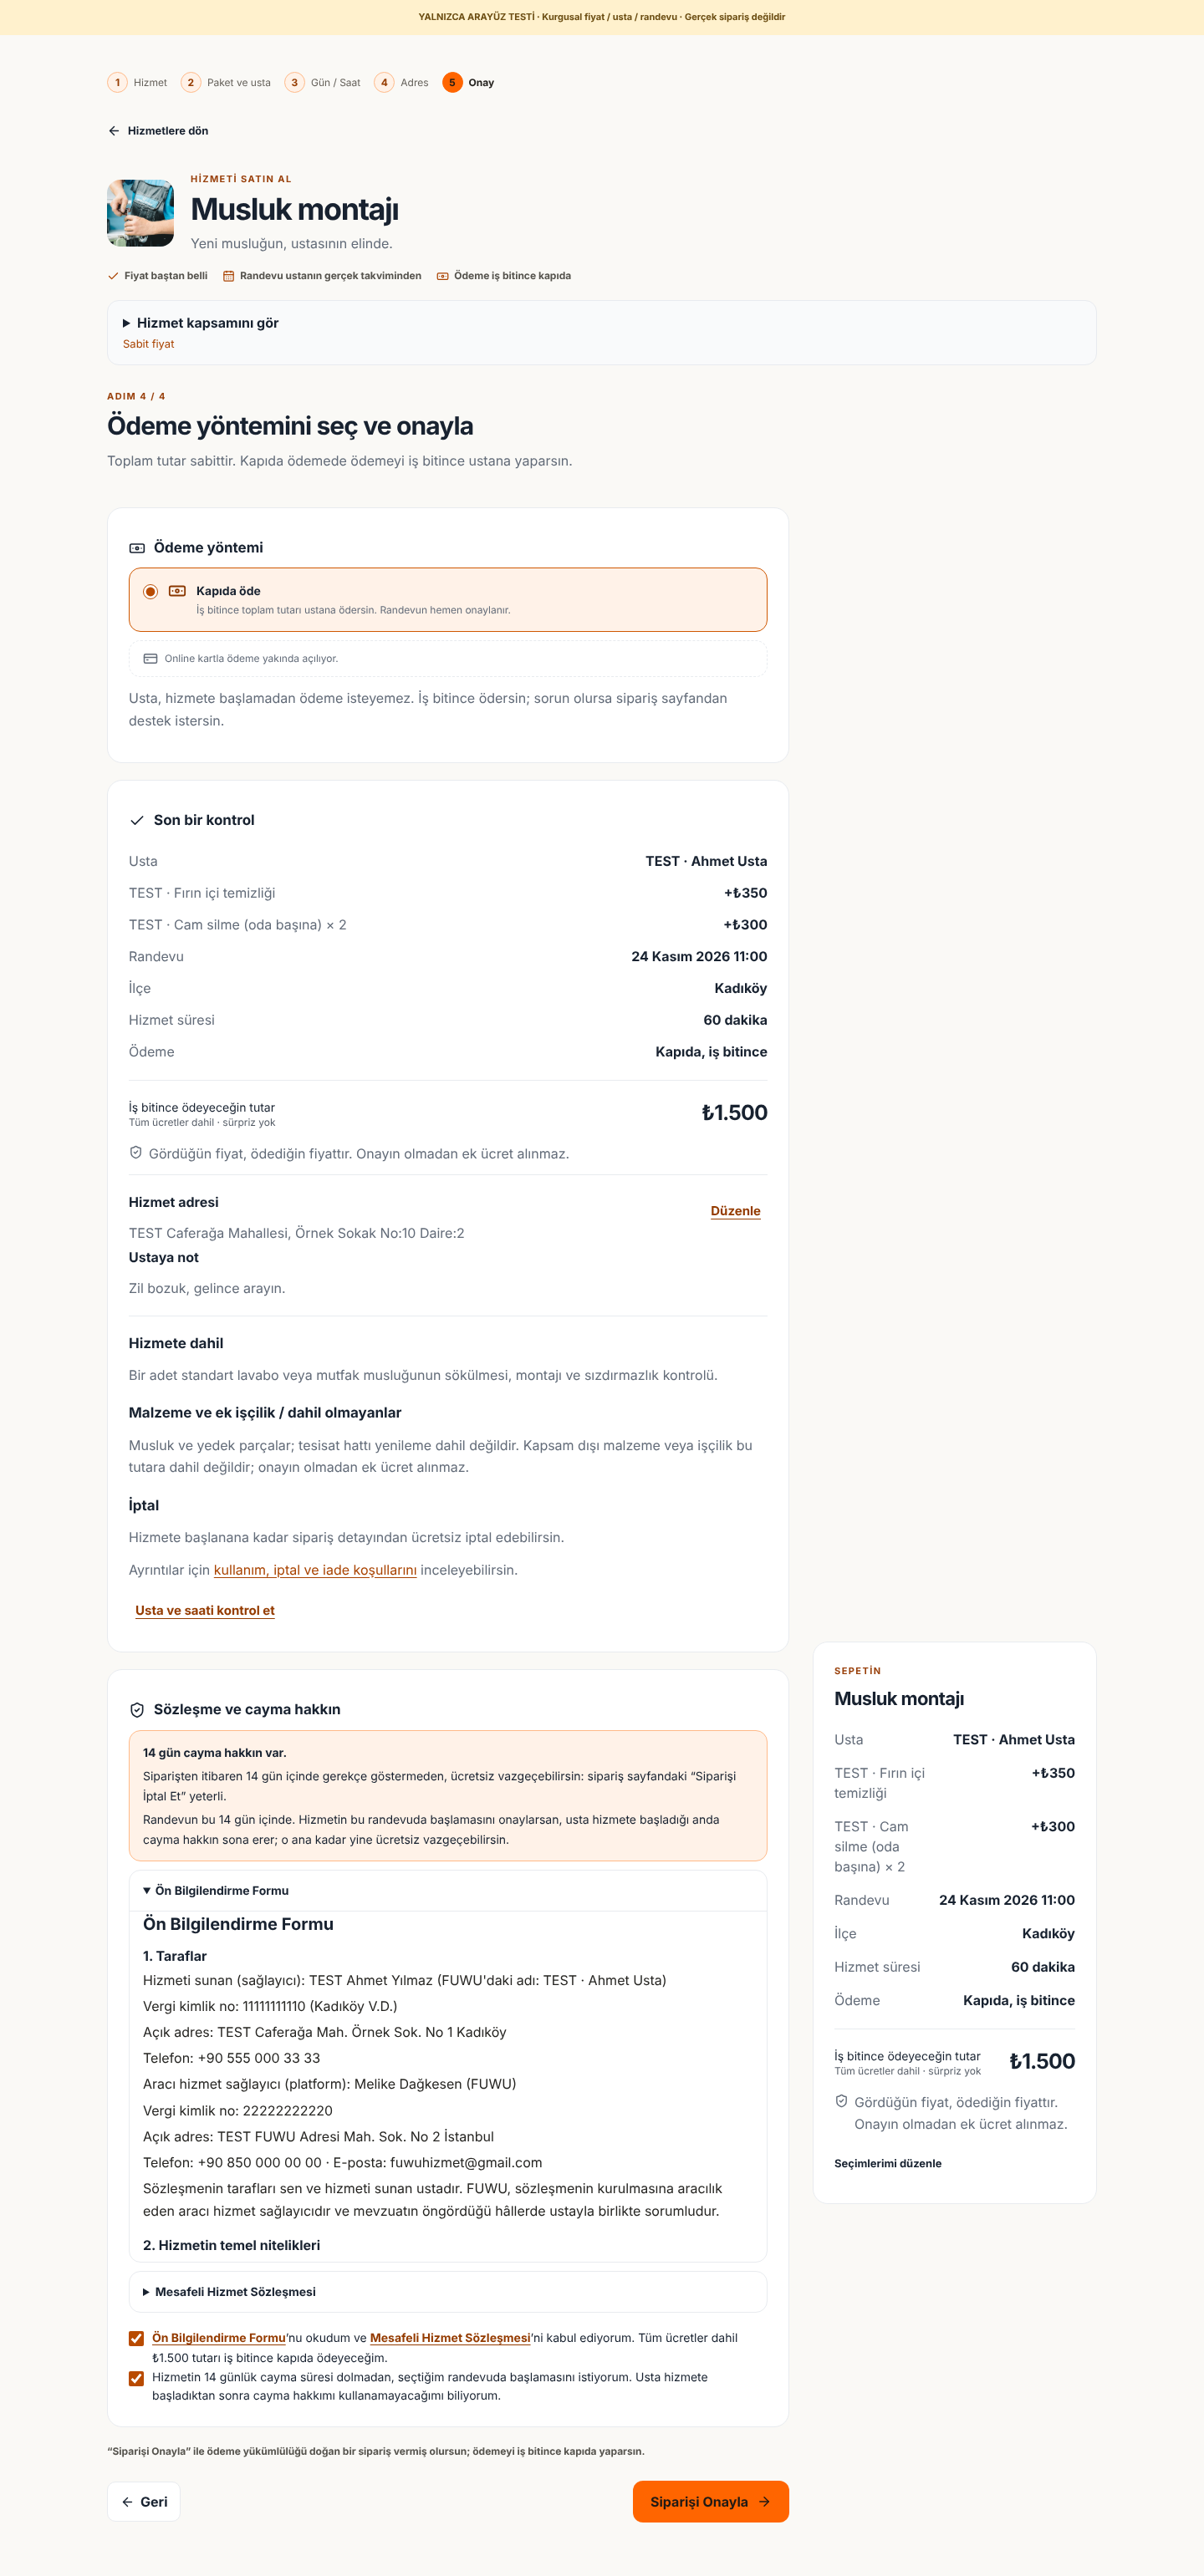 YALNIZCA ARAYÜZ TESTİ · Kurgusal fiyat / usta / randevu · Gerçek sipariş değildir
1 Hizmet 2 Paket ve usta 3 Gün / Saat 4 Adres 5 Onay
← Hizmetlere dön
HİZMETİ SATIN AL
Musluk montajı
Yeni musluğun, ustasının elinde.
Fiyat baştan belli Randevu ustanın gerçek takviminden Ödeme iş bitince kapıda
Hizmet kapsamını gör
Sabit fiyat
ADIM 4 / 4
Ödeme yöntemini seç ve onayla
Toplam tutar sabittir. Kapıda ödemede ödemeyi iş bitince ustana yaparsın.
Ödeme yöntemi
Kapıda öde
İş bitince toplam tutarı ustana ödersin. Randevun hemen onaylanır.
Online kartla ödeme yakında açılıyor.
Usta, hizmete başlamadan ödeme isteyemez. İş bitince ödersin; sorun olursa sipariş sayfandan
destek istersin.
Son bir kontrol
Usta TEST · Ahmet Usta
TEST · Fırın içi temizliği +₺350
TEST · Cam silme (oda başına) × 2 +₺300
Randevu 24 Kasım 2026 11:00
İlçe Kadıköy
Hizmet süresi 60 dakika
Ödeme Kapıda, iş bitince
İş bitince ödeyeceğin tutar ₺1.500
Tüm ücretler dahil · sürpriz yok
Gördüğün fiyat, ödediğin fiyattır. Onayın olmadan ek ücret alınmaz.
Hizmet adresi
Düzenle
TEST Caferağa Mahallesi, Örnek Sokak No:10 Daire:2
Ustaya not
Zil bozuk, gelince arayın.
Hizmete dahil
Bir adet standart lavabo veya mutfak musluğunun sökülmesi, montajı ve sızdırmazlık kontrolü.
Malzeme ve ek işçilik / dahil olmayanlar
Musluk ve yedek parçalar; tesisat hattı yenileme dahil değildir. Kapsam dışı malzeme veya işçilik bu
tutara dahil değildir; onayın olmadan ek ücret alınmaz.
İptal
Hizmete başlanana kadar sipariş detayından ücretsiz iptal edebilirsin.
Ayrıntılar için kullanım, iptal ve iade koşullarını inceleyebilirsin.
Usta ve saati kontrol et
Sözleşme ve cayma hakkın
14 gün cayma hakkın var.
Siparişten itibaren 14 gün içinde gerekçe göstermeden, ücretsiz vazgeçebilirsin: sipariş sayfandaki “Siparişi
İptal Et” yeterli.
Randevun bu 14 gün içinde. Hizmetin bu randevuda başlamasını onaylarsan, usta hizmete başladığı anda
cayma hakkın sona erer; o ana kadar yine ücretsiz vazgeçebilirsin.
Ön Bilgilendirme Formu
Ön Bilgilendirme Formu
1. Taraflar
Hizmeti sunan (sağlayıcı): TEST Ahmet Yılmaz (FUWU'daki adı: TEST · Ahmet Usta)
Vergi kimlik no: 11111111110 (Kadıköy V.D.)
Açık adres: TEST Caferağa Mah. Örnek Sok. No 1 Kadıköy
Telefon: +90 555 000 33 33
Aracı hizmet sağlayıcı (platform): Melike Dağkesen (FUWU)
Vergi kimlik no: 22222222220
Açık adres: TEST FUWU Adresi Mah. Sok. No 2 İstanbul
Telefon: +90 850 000 00 00 · E-posta: fuwuhizmet@gmail.com
Sözleşmenin tarafları sen ve hizmeti sunan ustadır. FUWU, sözleşmenin kurulmasına aracılık
eden aracı hizmet sağlayıcıdır ve mevzuatın öngördüğü hâllerde ustayla birlikte sorumludur.
2. Hizmetin temel nitelikleri
Mesafeli Hizmet Sözleşmesi
Ön Bilgilendirme Formu’nu okudum ve Mesafeli Hizmet Sözleşmesi’ni kabul ediyorum. Tüm ücretler dahil
₺1.500 tutarı iş bitince kapıda ödeyeceğim.
Hizmetin 14 günlük cayma süresi dolmadan, seçtiğim randevuda başlamasını istiyorum. Usta hizmete
başladıktan sonra cayma hakkımı kullanamayacağımı biliyorum.
“Siparişi Onayla” ile ödeme yükümlülüğü doğan bir sipariş vermiş olursun; ödemeyi iş bitince kapıda yaparsın.
← Geri
Siparişi Onayla →
SEPETİN
Musluk montajı
Usta TEST · Ahmet Usta
TEST · Fırın içi +₺350
temizliği
TEST · Cam +₺300
silme (oda
başına) × 2
Randevu 24 Kasım 2026 11:00
İlçe Kadıköy
Hizmet süresi 60 dakika
Ödeme Kapıda, iş bitince
İş bitince ödeyeceğin tutar ₺1.500
Tüm ücretler dahil · sürpriz yok
Gördüğün fiyat, ödediğin fiyattır.
Onayın olmadan ek ücret alınmaz.
Seçimlerimi düzenle